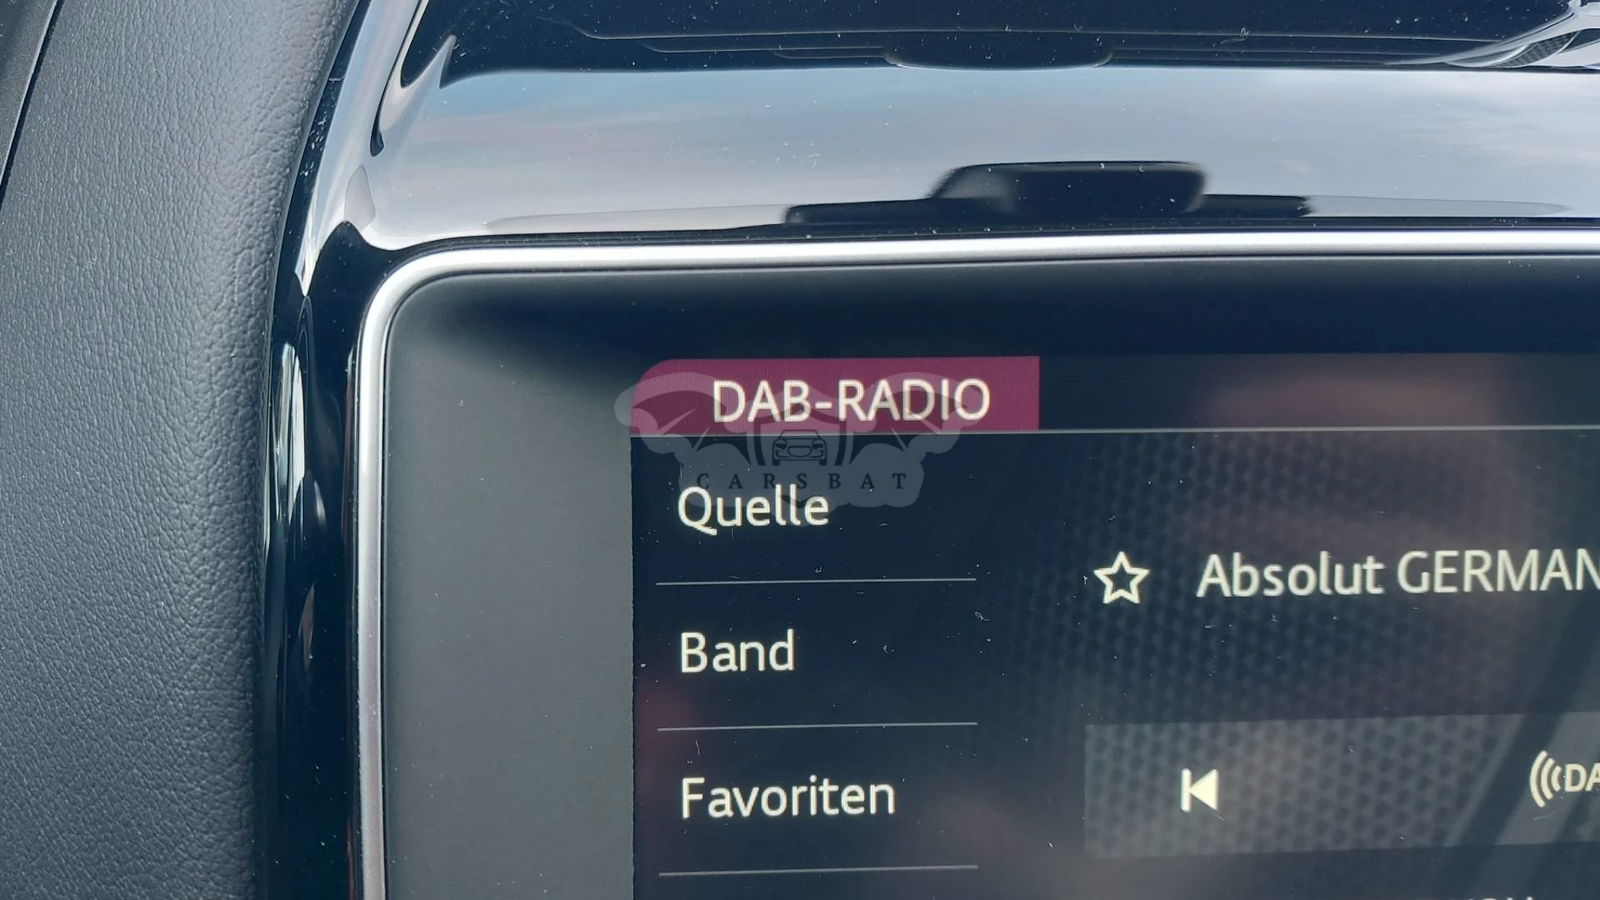 DAB-RADIO
CARSBAT
Quelle
Absolut GERMAN
Band
Favoriten